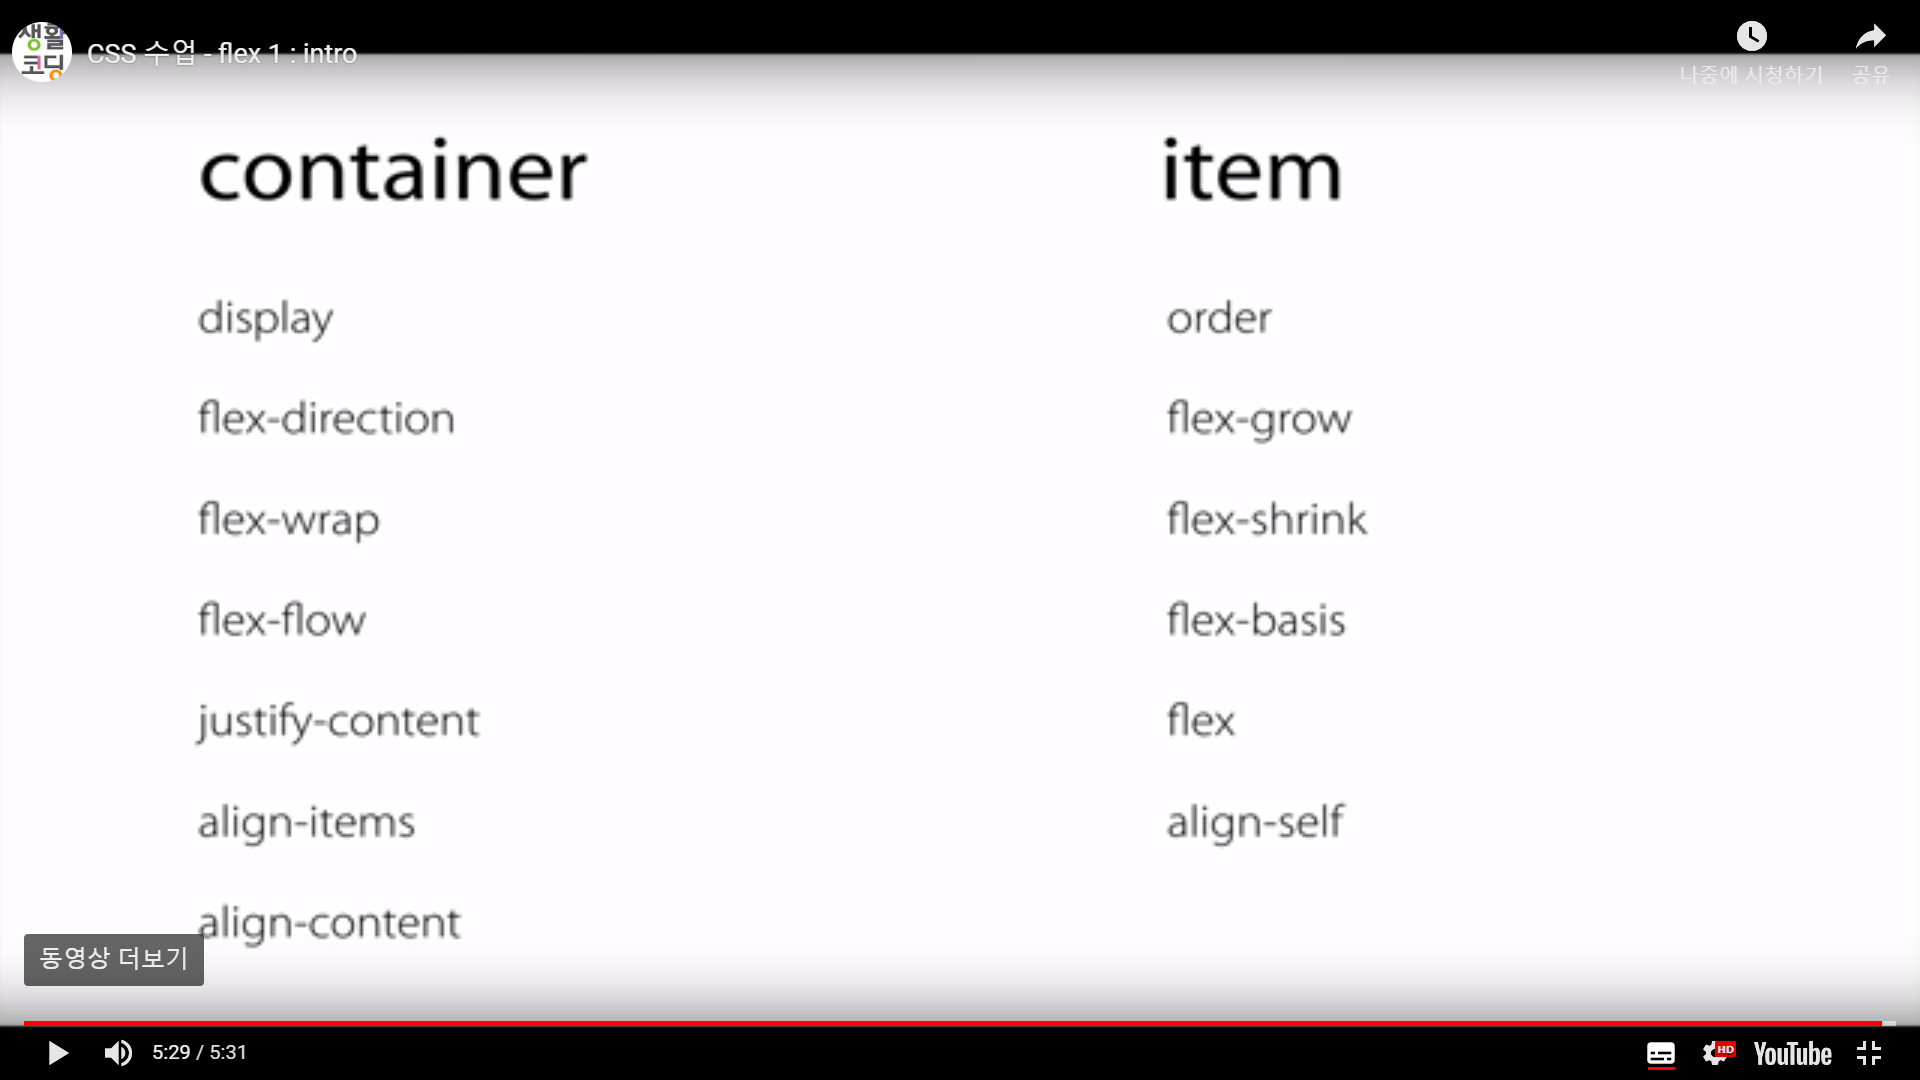 생활
코딩
CSS 수업 - flex 1 : intro
나중에 시청하기
공유
container
display
flex-direction
flex-wrap
flex-flow
justify-content
align-items
align-content
item
order
flex-grow
flex-shrink
flex-basis
flex
align-self
동영상 더보기
5:29 / 5:31
HD
YouTube